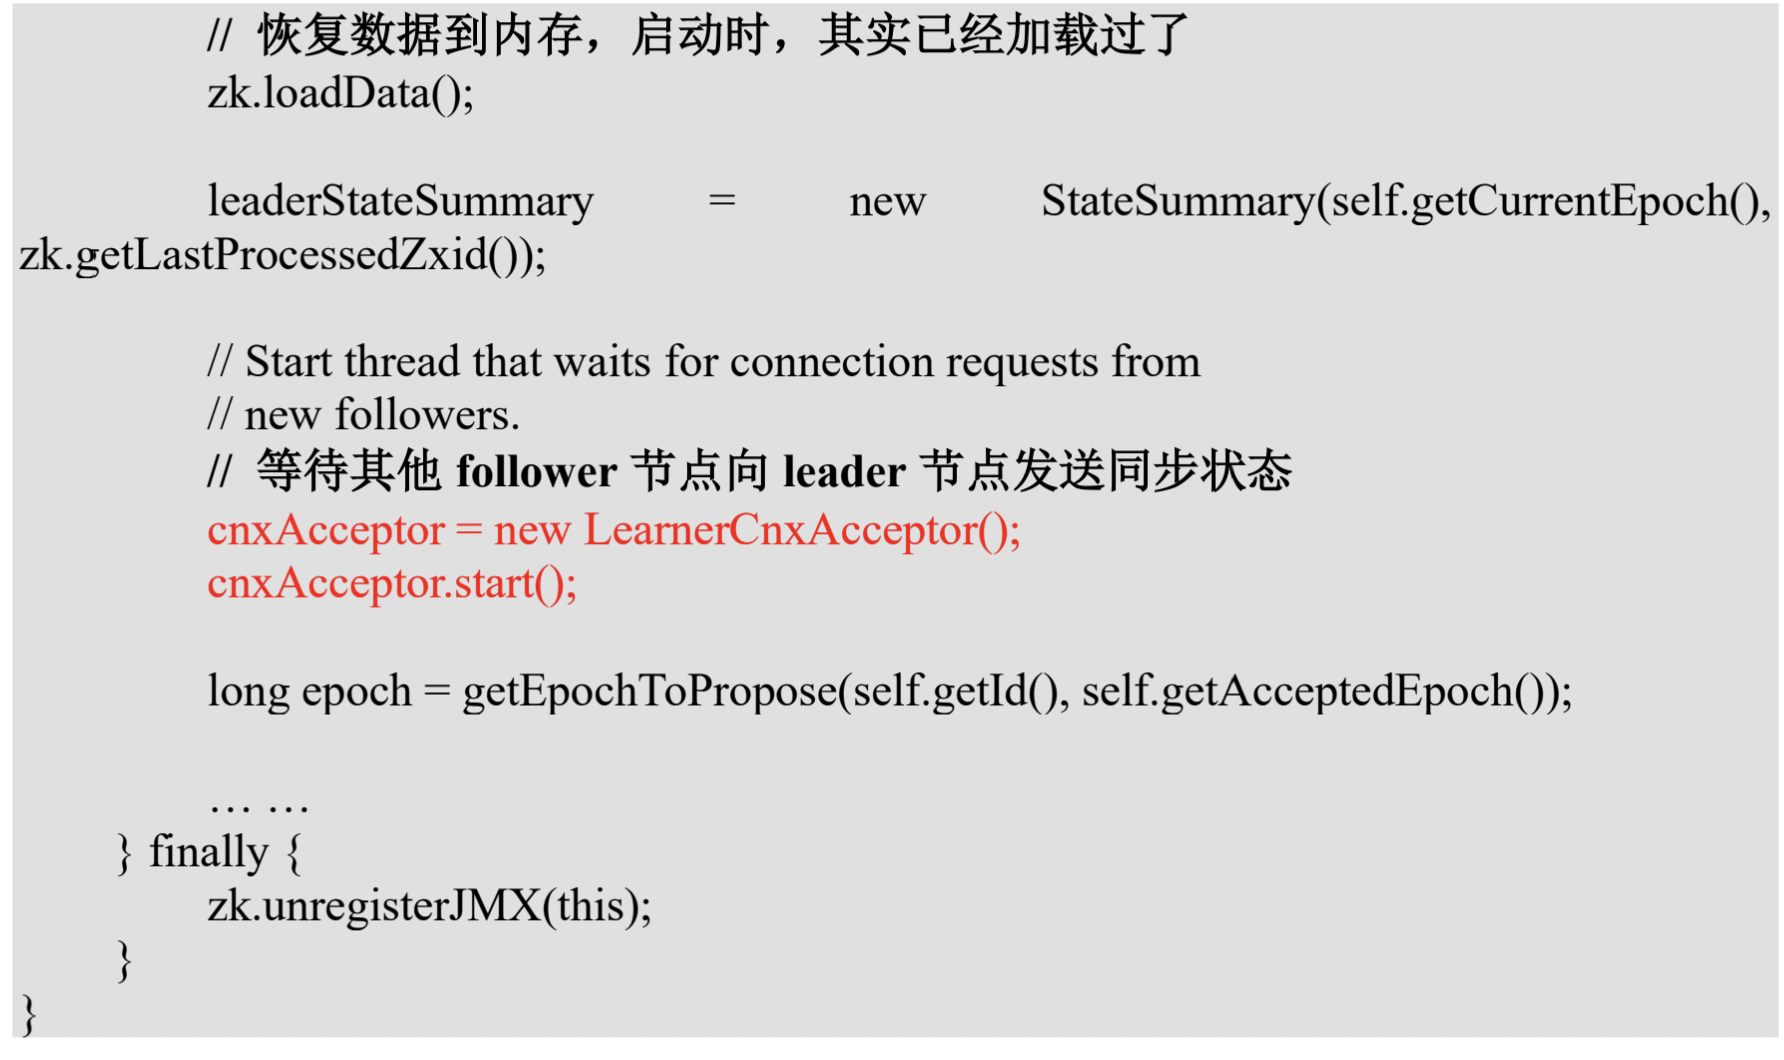 // 恢复数据到内存，启动时，其实已经加载过了
zk.loadData();
leaderStateSummary = new StateSummary(self.getCurrentEpoch(),
zk.getLastProcessedZxid());
// Start thread that waits for connection requests from
// new followers.
// 等待其他 follower 节点向 leader 节点发送同步状态
cnxAcceptor = new LearnerCnxAcceptor();
cnxAcceptor.start();
long epoch = getEpochToPropose(self.getId(), self.getAcceptedEpoch());
… …
} finally {
zk.unregisterJMX(this);
}
}